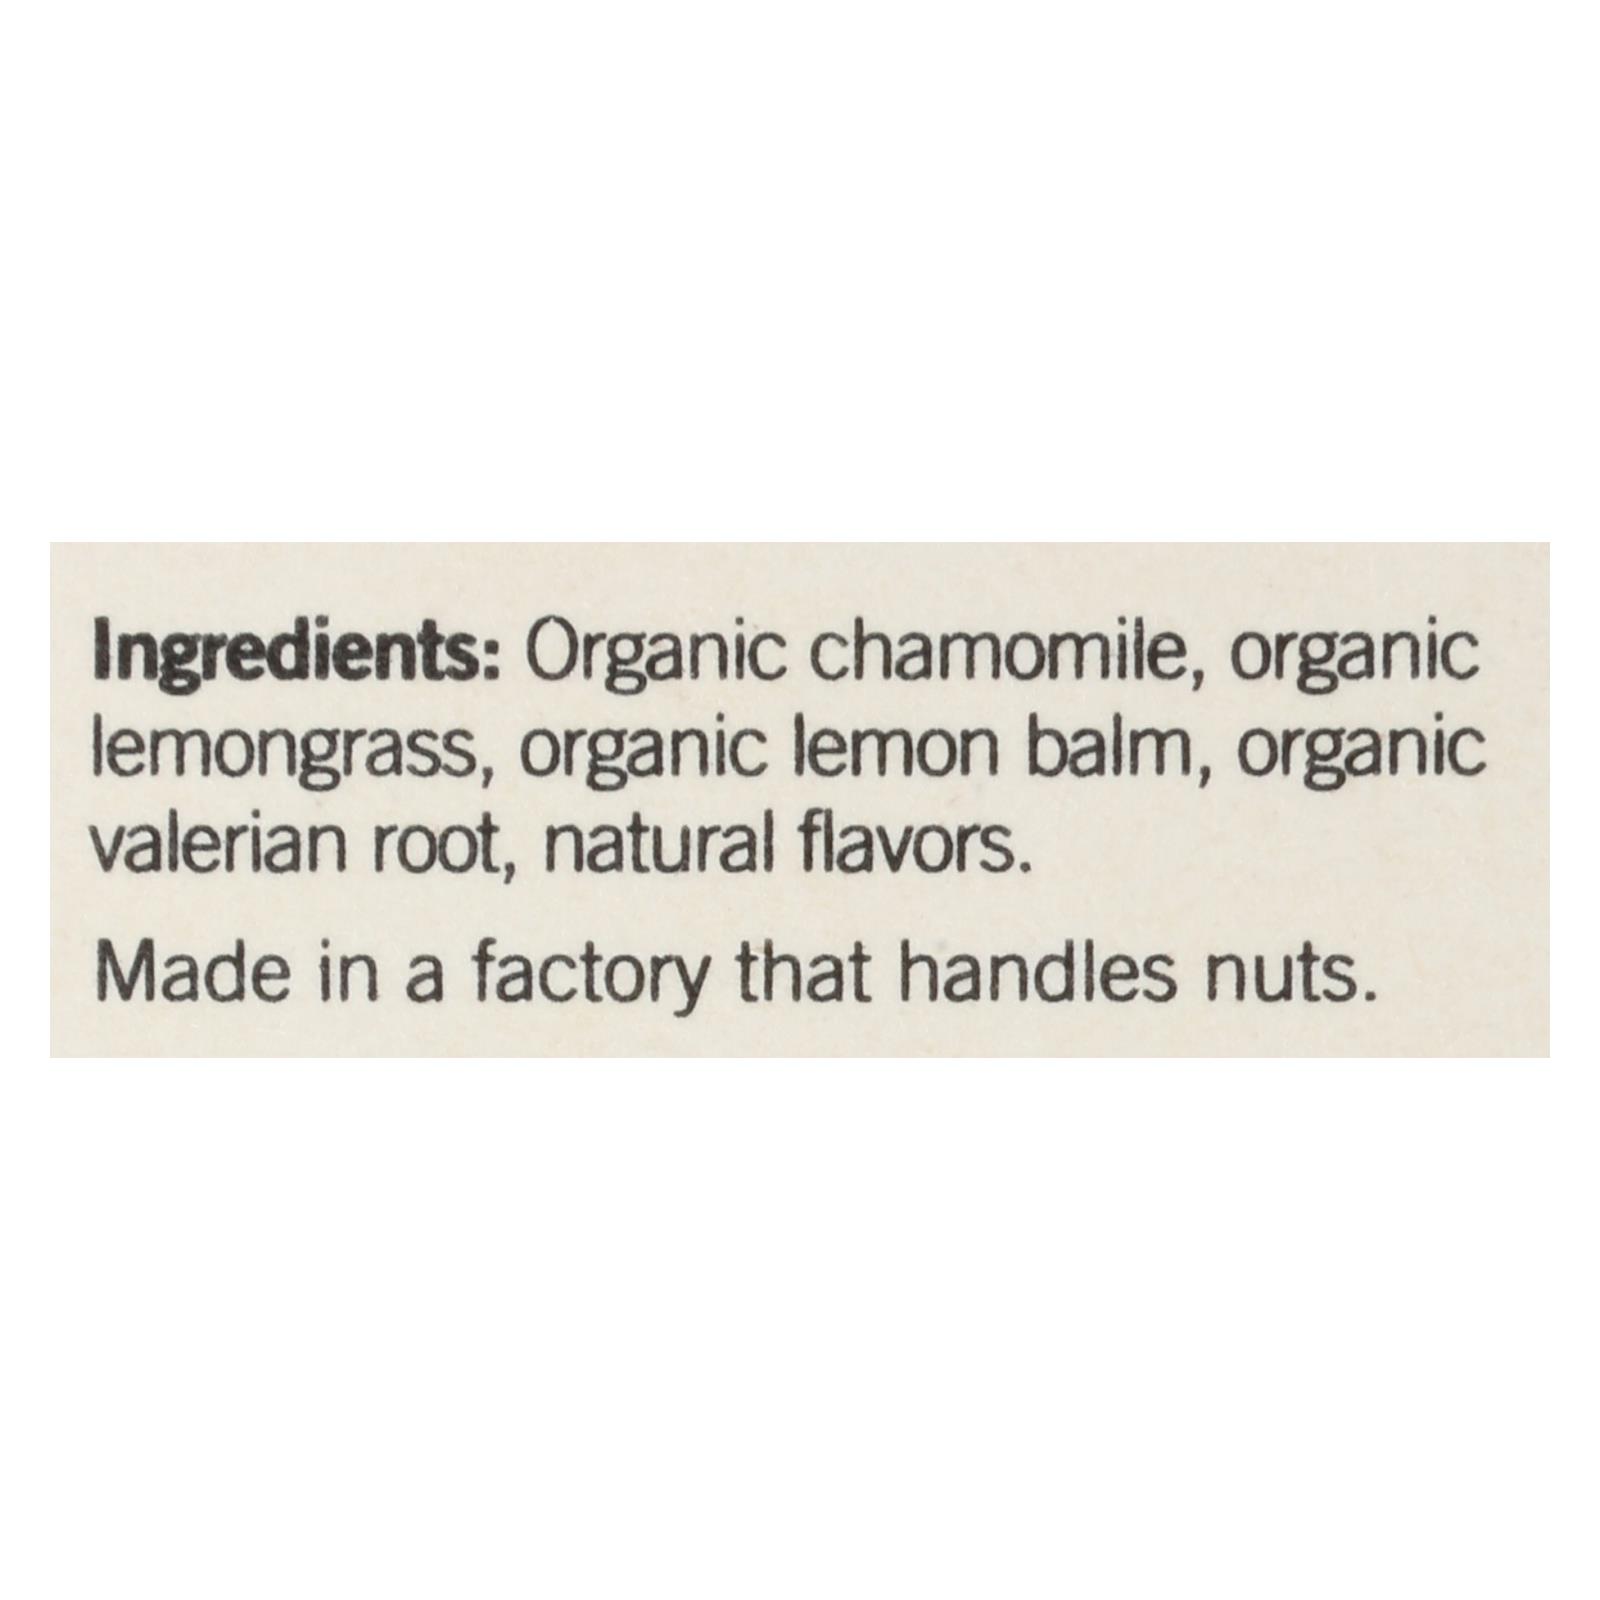 Ingredients: Organic chamomile, organic
lemongrass, organic lemon balm, organic
valerian root, natural flavors.
Made in a factory that handles nuts.